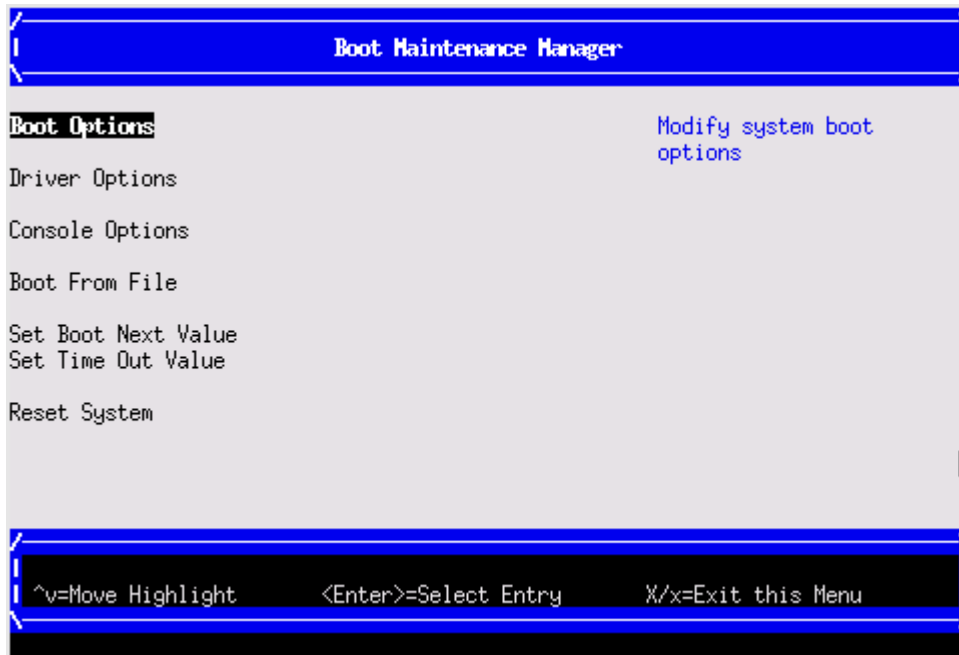 Boot Maintenance Manager
Boot Options
Modify system boot
options
Driver Options
Console Options
Boot From File
Set Boot Next Value
Set Time Out Value
Reset System
^v=Move Highlight <Enter>=Select Entry X/x=Exit this Menu